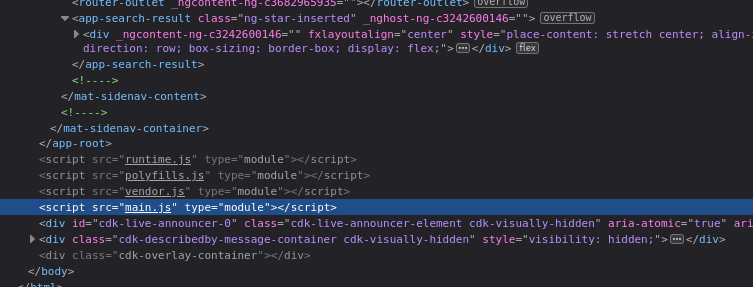 <router-outlet _ngcontent-ng-c3682965935=""></router-outlet> overflow
<app-search-result class="ng-star-inserted" _nghost-ng-c3242600146=""> overflow
<div _ngcontent-ng-c3242600146="" fxlayoutalign="center" style="place-content: stretch center; align-
direction: row; box-sizing: border-box; display: flex;"> ··· </div> flex
</app-search-result>
<!---->
</mat-sidenav-content>
<!---->
</mat-sidenav-container>
</app-root>
<script src="runtime.js" type="module"></script>
<script src="polyfills.js" type="module"></script>
<script src="vendor.js" type="module"></script>
<script src="main.js" type="module"></script>
<div id="cdk-live-announcer-0" class="cdk-live-announcer-element cdk-visually-hidden" aria-atomic="true" ari
<div class="cdk-describedby-message-container cdk-visually-hidden" style="visibility: hidden;"> ··· </div>
<div class="cdk-overlay-container"></div>
</body>
</html>